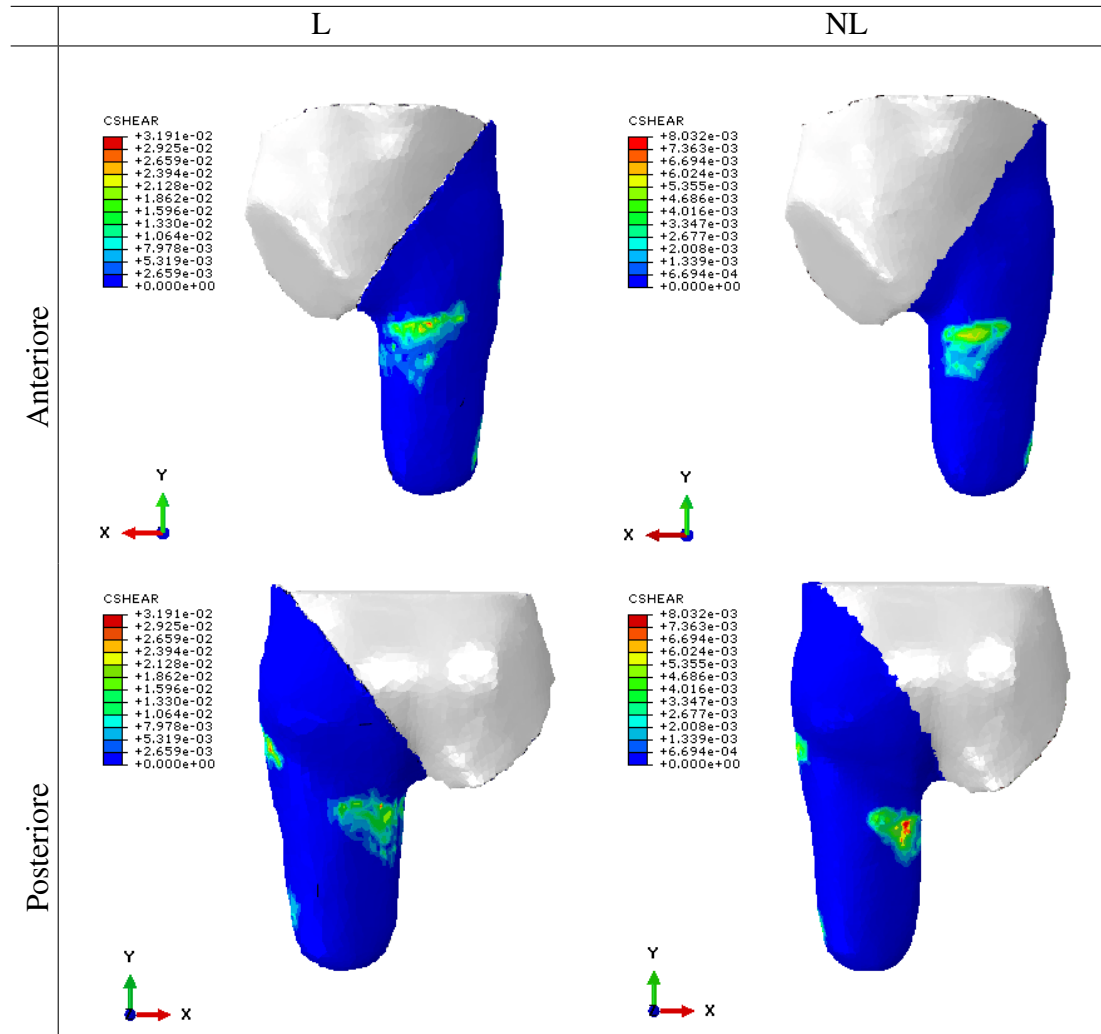 L NL
Anteriore
CSHEAR
+3.191e-02
+2.925e-02
+2.659e-02
+2.394e-02
+2.128e-02
+1.862e-02
+1.596e-02
+1.330e-02
+1.064e-02
+7.978e-03
+5.319e-03
+2.659e-03
+0.000e+00
Y
X
CSHEAR
+8.032e-03
+7.363e-03
+6.694e-03
+6.024e-03
+5.355e-03
+4.686e-03
+4.016e-03
+3.347e-03
+2.677e-03
+2.008e-03
+1.339e-03
+6.694e-04
+0.000e+00
Y
X
Posteriore
CSHEAR
+3.191e-02
+2.925e-02
+2.659e-02
+2.394e-02
+2.128e-02
+1.862e-02
+1.596e-02
+1.330e-02
+1.064e-02
+7.978e-03
+5.319e-03
+2.659e-03
+0.000e+00
Y
X
CSHEAR
+8.032e-03
+7.363e-03
+6.694e-03
+6.024e-03
+5.355e-03
+4.686e-03
+4.016e-03
+3.347e-03
+2.677e-03
+2.008e-03
+1.339e-03
+6.694e-04
+0.000e+00
Y
X